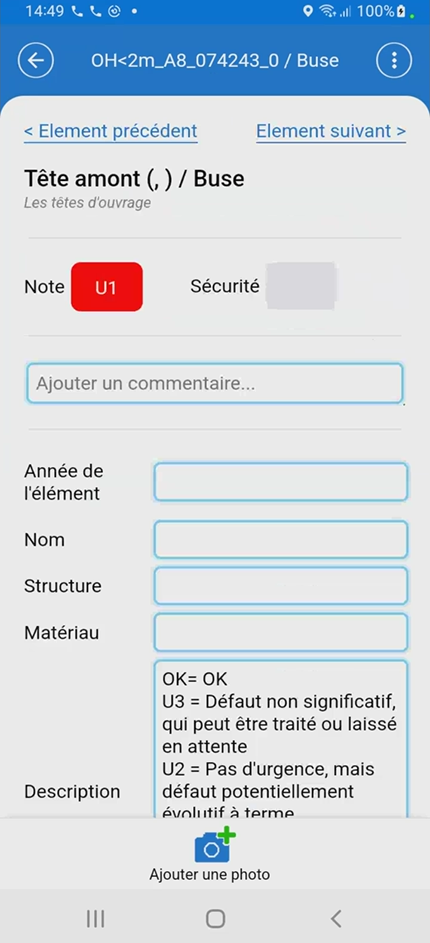 14:49
100%
OH<2m_A8_074243_0 / Buse
< Element précédent
Element suivant >
Tête amont (, ) / Buse
Les têtes d'ouvrage
Note
U1
Sécurité
Ajouter un commentaire...
Année de
l'élément
Nom
Structure
Matériau
Description
OK= OK
U3 = Défaut non significatif,
qui peut être traité ou laissé
en attente
U2 = Pas d'urgence, mais
défaut potentiellement
évolutif à terme
Ajouter une photo